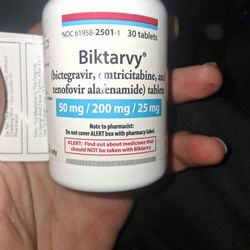 NDC 61958-2501-1 30 tablets
Biktarvy®
(bictegravir, emtricitabine, and
tenofovir alafenamide) tablets
50 mg / 200 mg / 25 mg
Note to pharmacist:
Do not cover ALERT box with pharmacy label.
ALERT: Find out about medicines that
should NOT be taken with Biktarvy